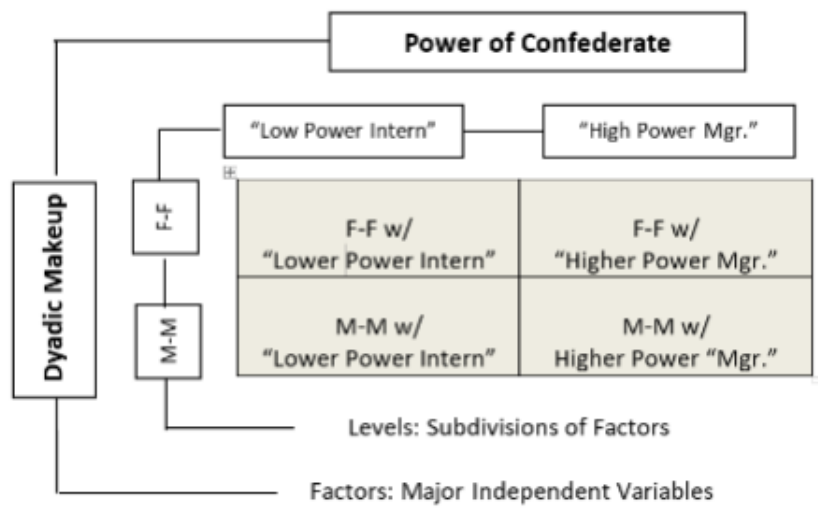 Power of Confederate
“Low Power Intern”
“High Power Mgr.”
Dyadic Makeup
F-F
M-M
F-F w/
“Lower Power Intern”
F-F w/
“Higher Power Mgr.”
M-M w/
“Lower Power Intern”
M-M w/
Higher Power “Mgr.”
Levels: Subdivisions of Factors
Factors: Major Independent Variables